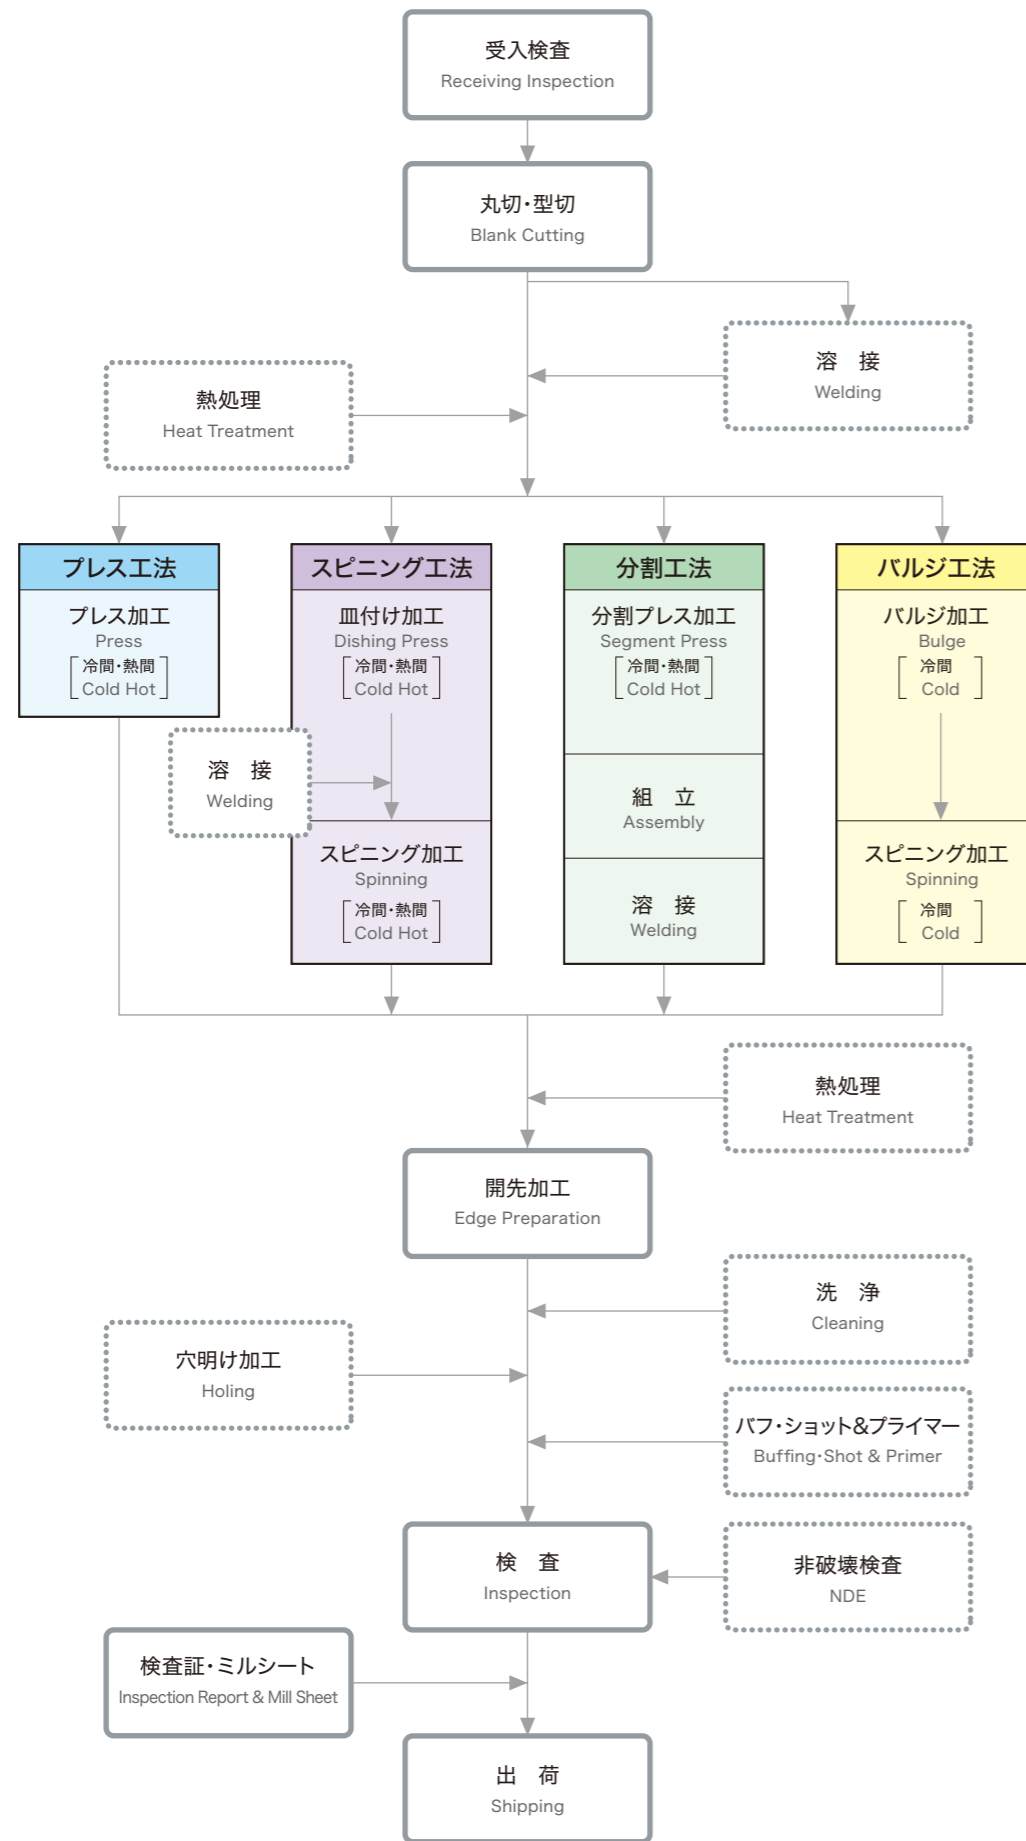 受入検査
Receiving Inspection
丸切・型切
Blank Cutting
溶　接
Welding
熱処理
Heat Treatment
プレス工法
プレス加工
Press
冷間・熱間
Cold Hot
スピニング工法
皿付け加工
Dishing Press
冷間・熱間
Cold Hot
溶　接
Welding
スピニング加工
Spinning
冷間・熱間
Cold Hot
分割工法
分割プレス加工
Segment Press
冷間・熱間
Cold Hot
組　立
Assembly
溶　接
Welding
バルジ工法
バルジ加工
Bulge
冷間
Cold
スピニング加工
Spinning
冷間
Cold
熱処理
Heat Treatment
開先加工
Edge Preparation
洗　浄
Cleaning
穴明け加工
Holing
バフ・ショット&プライマー
Buffing・Shot & Primer
検　査
Inspection
非破壊検査
NDE
検査証・ミルシート
Inspection Report & Mill Sheet
出　荷
Shipping